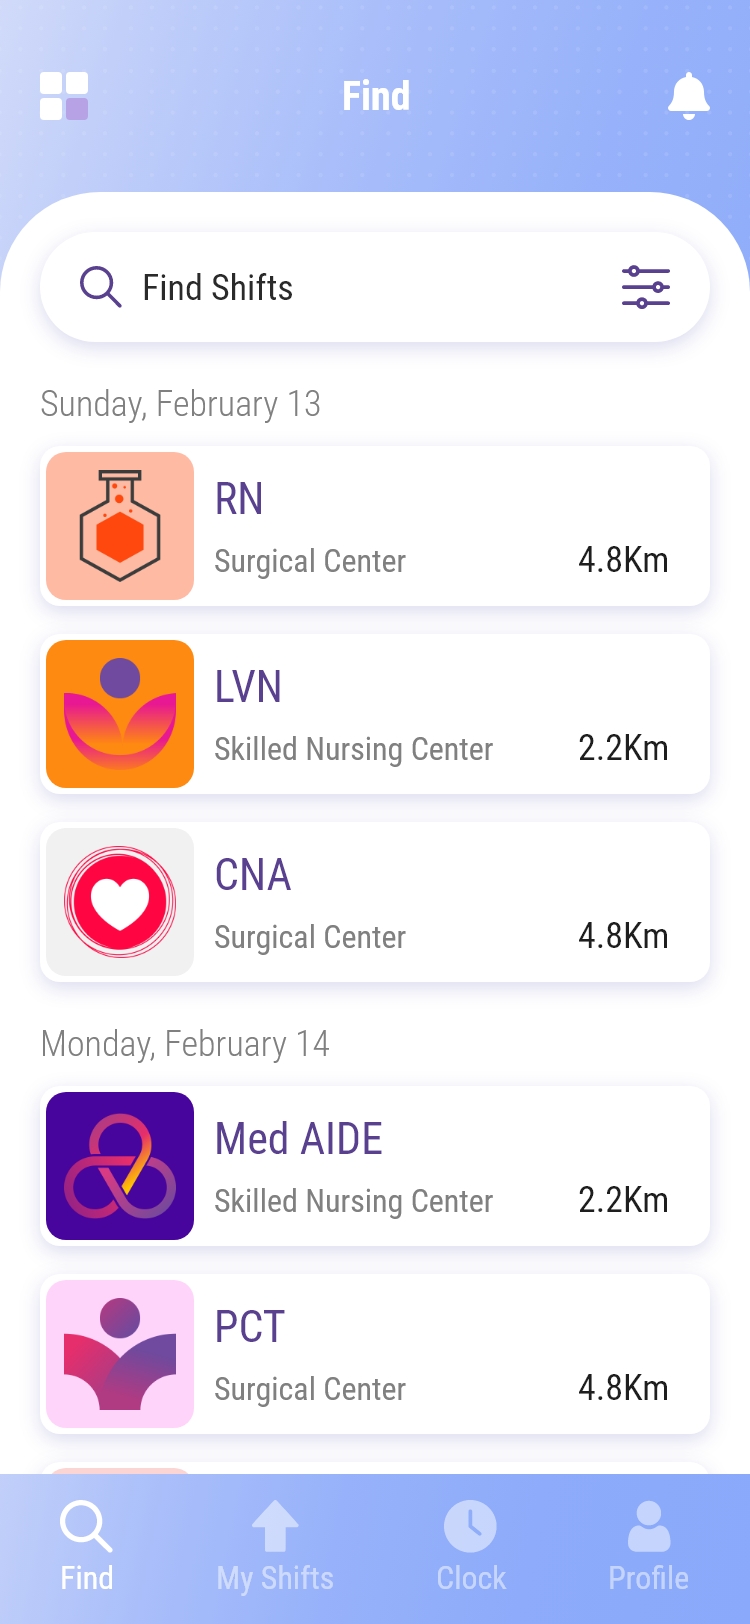 Find
Find Shifts
Sunday, February 13
RN
Surgical Center 4.8Km
LVN
Skilled Nursing Center 2.2Km
CNA
Surgical Center 4.8Km
Monday, February 14
Med AIDE
Skilled Nursing Center 2.2Km
PCT
Surgical Center 4.8Km
Find My Shifts Clock Profile